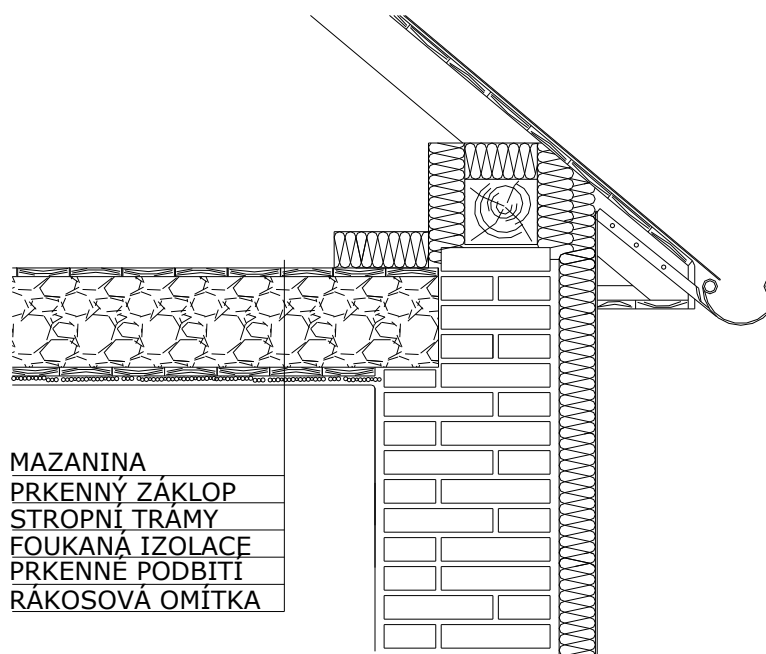 MAZANINA
PRKENNÝ ZÁKLOP
STROPNÍ TRÁMY
FOUKANÁ IZOLACE
PRKENNÉ PODBITÍ
RÁKOSOVÁ OMÍTKA